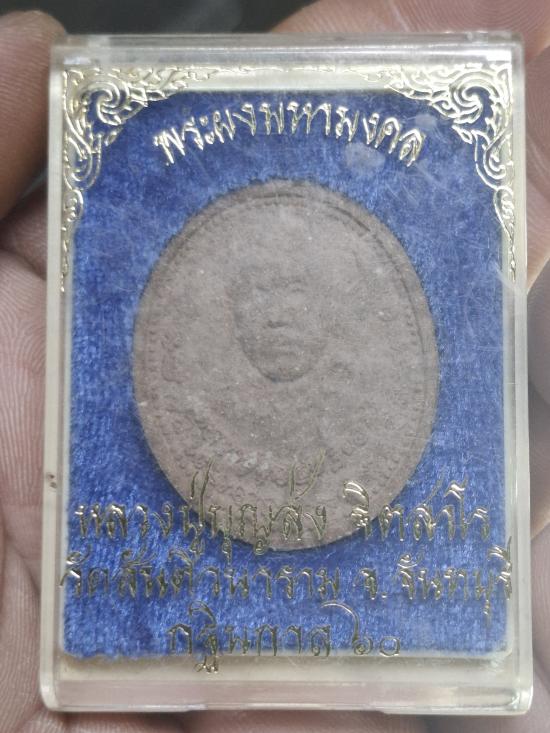 พระผงมหามงคล
หลวงปู่บุญส่ง ฐิตสาโร
วัดสันติวนาราม จ.จันทบุรี
กฐินกาล ๖๐